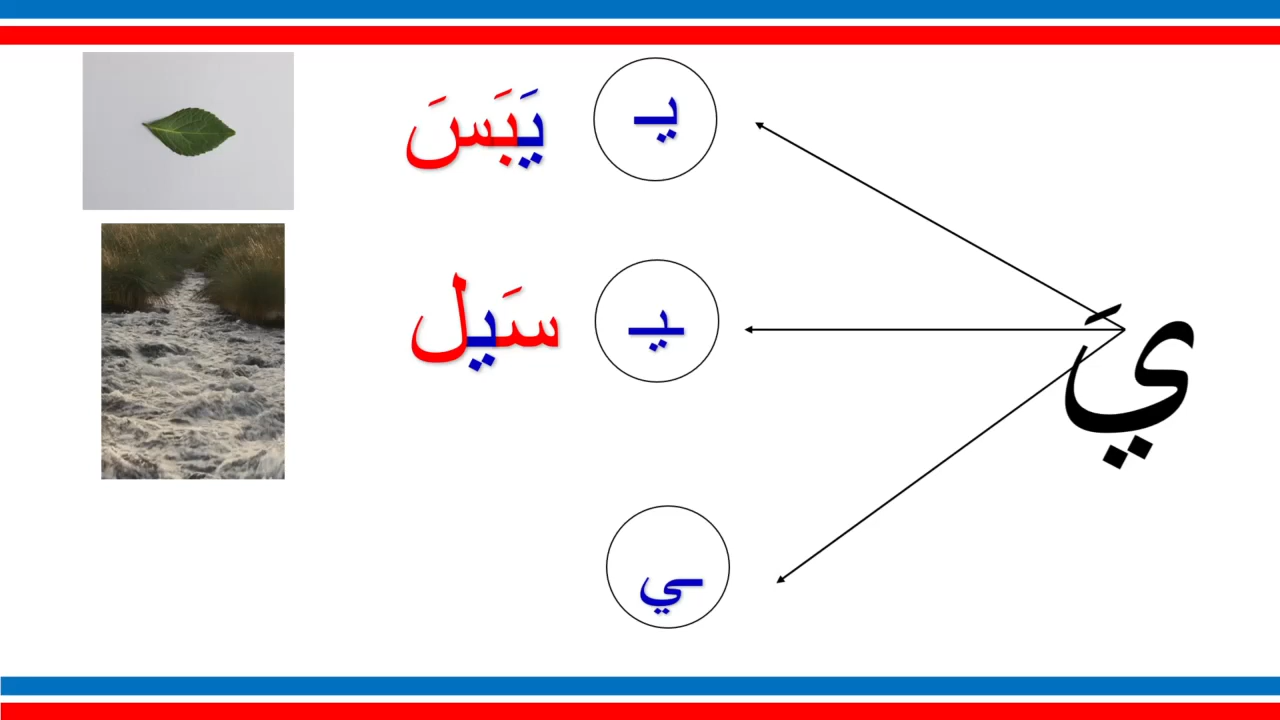 يَبَسَ يـ
سَيل ـيـ
يَ
ـي